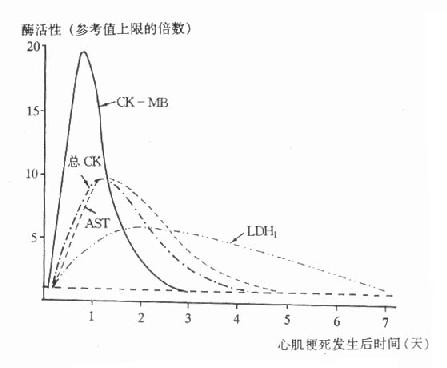 酶活性(参考值上限的倍数)
20
15
CK-MB
总 CK
10
AST
LDH₁
5
1 2 3 4 5 6 7
心肌梗死发生后时间(天)